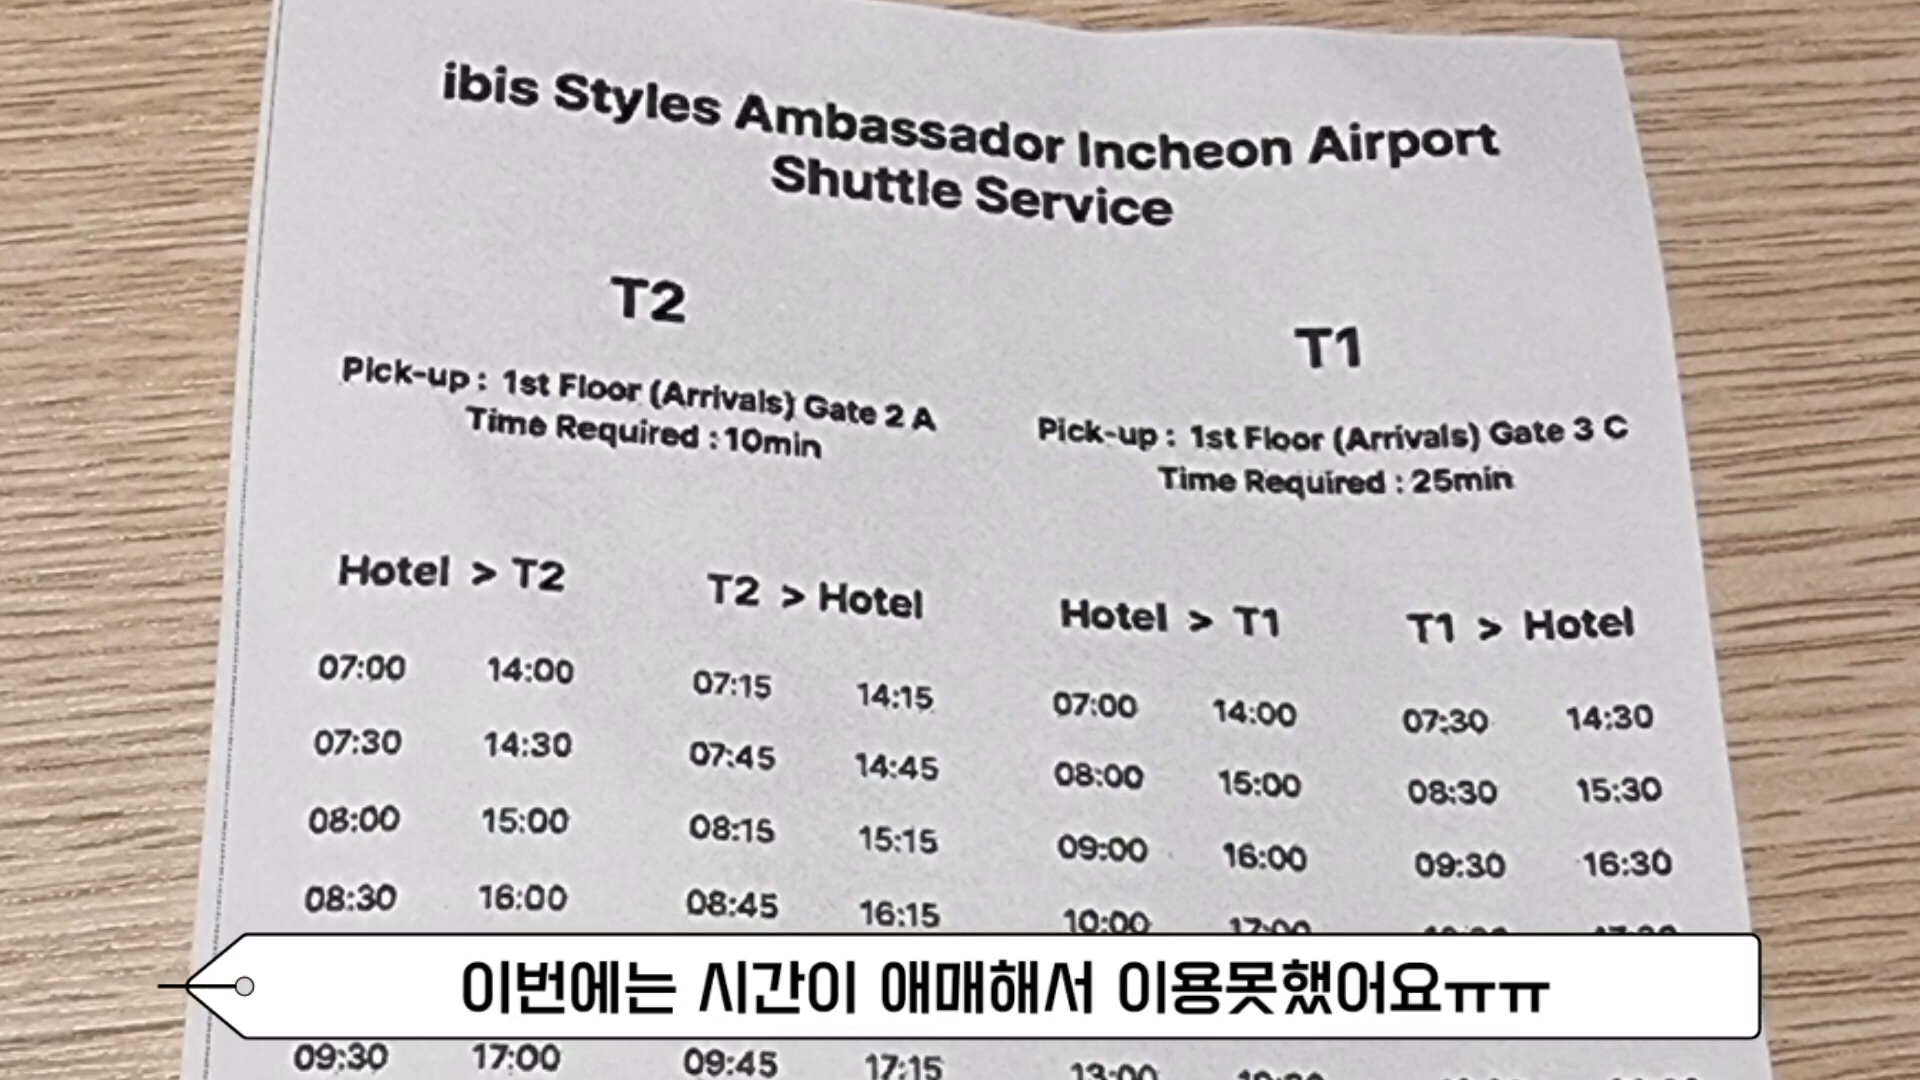 ibis Styles Ambassador Incheon Airport
Shuttle Service
T2
Pick-up : 1st Floor (Arrivals) Gate 2 A
Time Required : 10min
T1
Pick-up : 1st Floor (Arrivals) Gate 3 C
Time Required : 25min
Hotel > T2 T2 > Hotel Hotel > T1 T1 > Hotel
07:00 14:00 07:15 14:15 07:00 14:00 07:30 14:30
07:30 14:30 07:45 14:45 08:00 15:00 08:30 15:30
08:00 15:00 08:15 15:15 09:00 16:00 09:30 16:30
08:30 16:00 08:45 16:15 10:00 17:00
이번에는 시간이 애매해서 이용못했어요ㅠㅠ
09:30 17:00 09:45 17:15 13:00